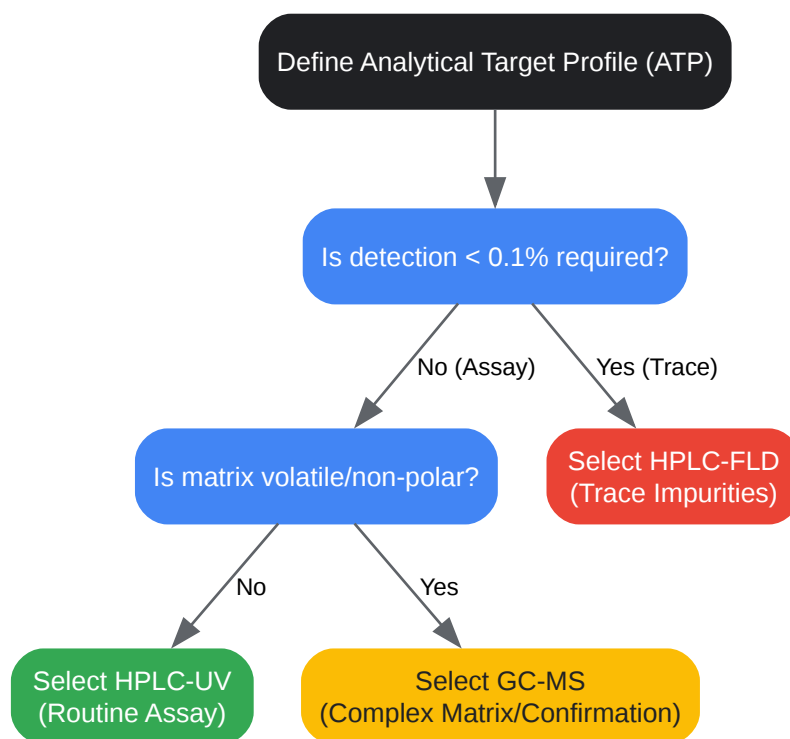 Define Analytical Target Profile (ATP)
Is detection < 0.1% required?
No (Assay)
Yes (Trace)
Is matrix volatile/non-polar?
Select HPLC-FLD
(Trace Impurities)
No
Yes
Select HPLC-UV
(Routine Assay)
Select GC-MS
(Complex Matrix/Confirmation)